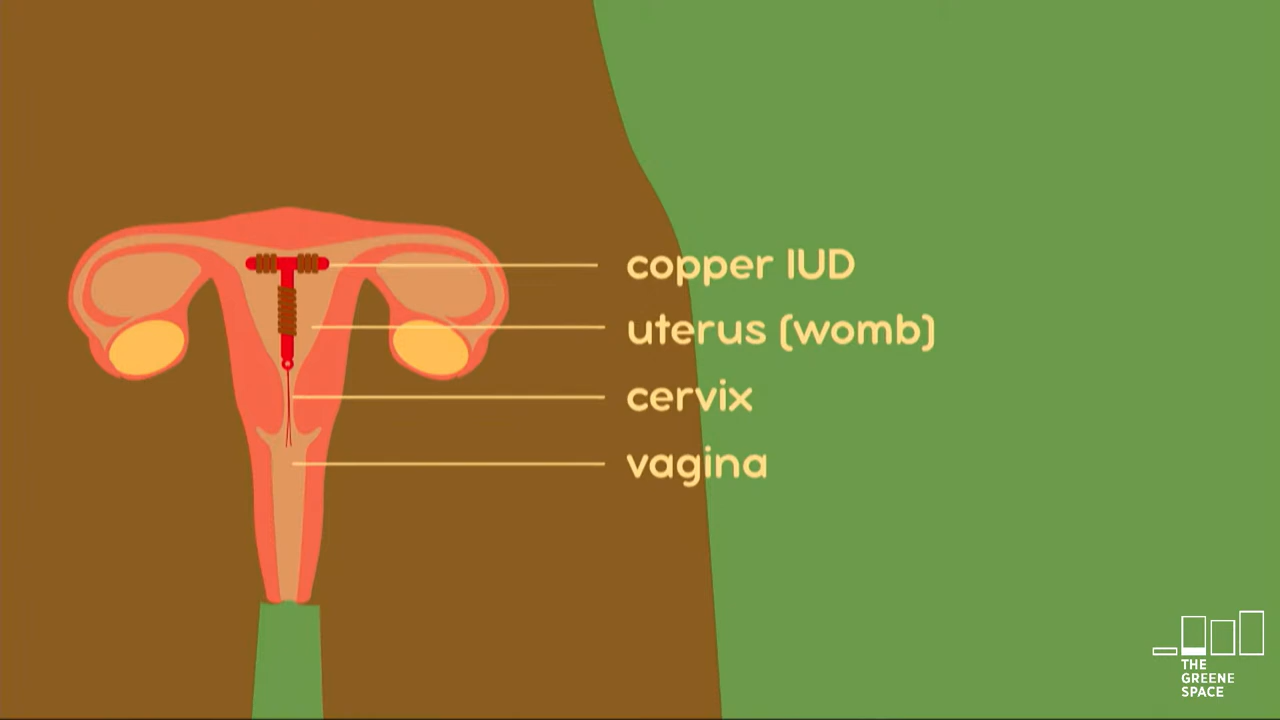 copper IUD
uterus (womb)
cervix
vagina
THE
GREENE
SPACE